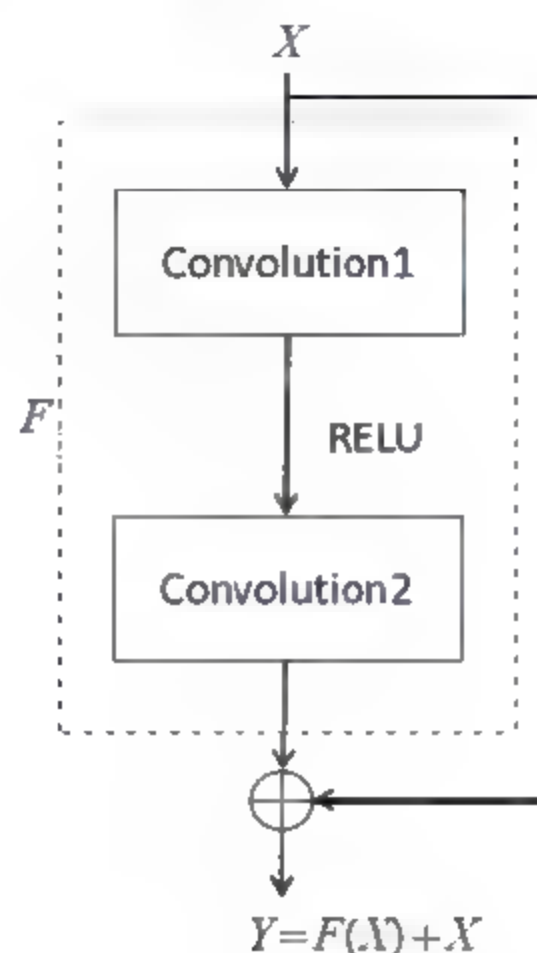 X
Convolution1
F
RELU
Convolution2
Y=F(X)+X